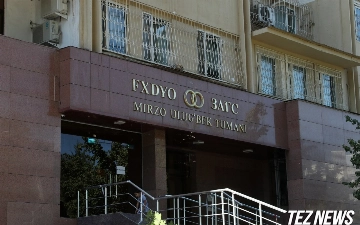 FXDYO ЗАГС
MIRZO ULUG'BEK TUMANI
TEZ NEWS